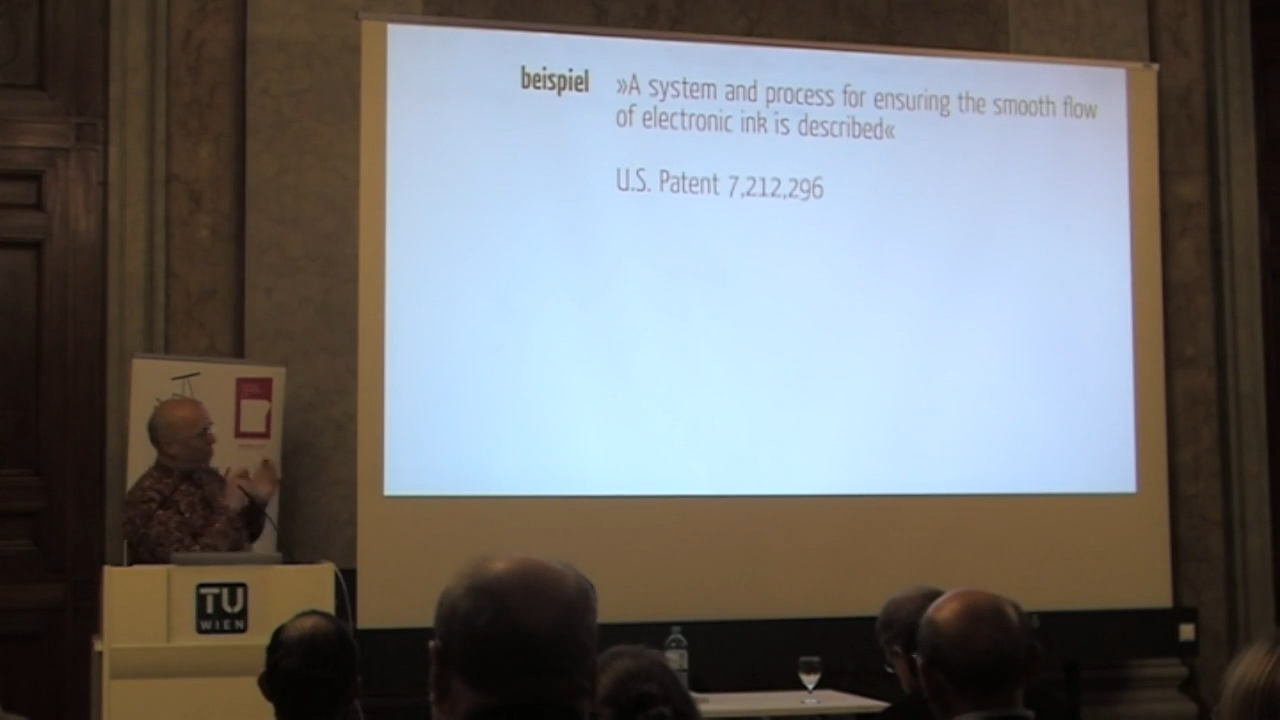 beispiel
»A system and process for ensuring the smooth flow
of electronic ink is described«
U.S. Patent 7,212,296
TU
WIEN